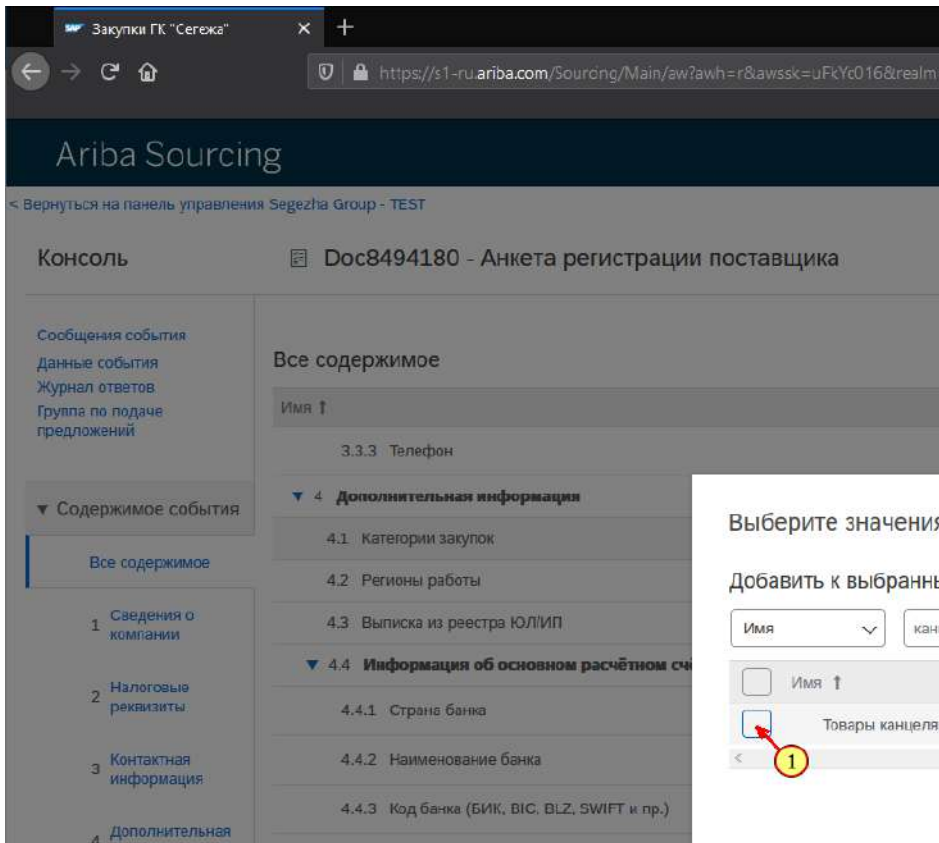 Закупки ГК "Сегежа"
https://s1-ru.ariba.com/Sourcing/Main/aw?awh=r&awssk=uFkYc016&realm
Ariba Sourcing
< Вернуться на панель управления Segezha Group - TEST
Консоль
Doc8494180 - Анкета регистрации поставщика
Сообщения события
Данные события
Журнал ответов
Группа по подаче
предложений
Все содержимое
Имя ↑
3.3.3 Телефон
▼ 4 Дополнительная информация
▼ Содержимое события
4.1 Категории закупок
Все содержимое
4.2 Регионы работы
1 Сведения о
компании
4.3 Выписка из реестра ЮЛ/ИП
▼ 4.4 Информация об основном расчётном счё
2 Налоговые
реквизиты
4.4.1 Страна банка
3 Контактная
информация
4.4.2 Наименование банка
4.4.3 Код банка (БИК, BIC, BLZ, SWIFT и пр.)
4 Дополнительная
Выберите значения
Добавить к выбранны
Имя
канц
Имя ↑
Товары канцеля
1